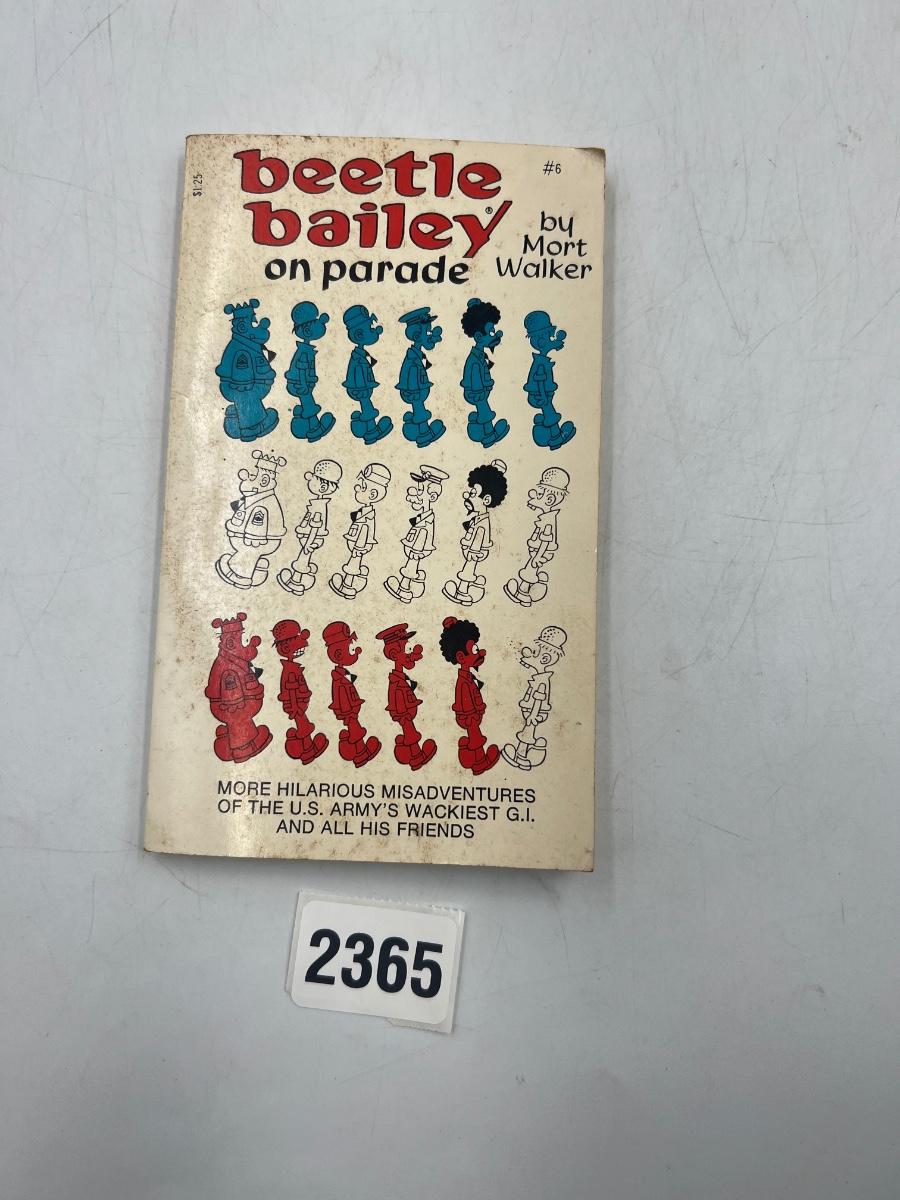 $1.25
beetle
bailey®
on parade
#6
by
Mort
Walker
MORE HILARIOUS MISADVENTURES
OF THE U.S. ARMY'S WACKIEST G.I.
AND ALL HIS FRIENDS
2365